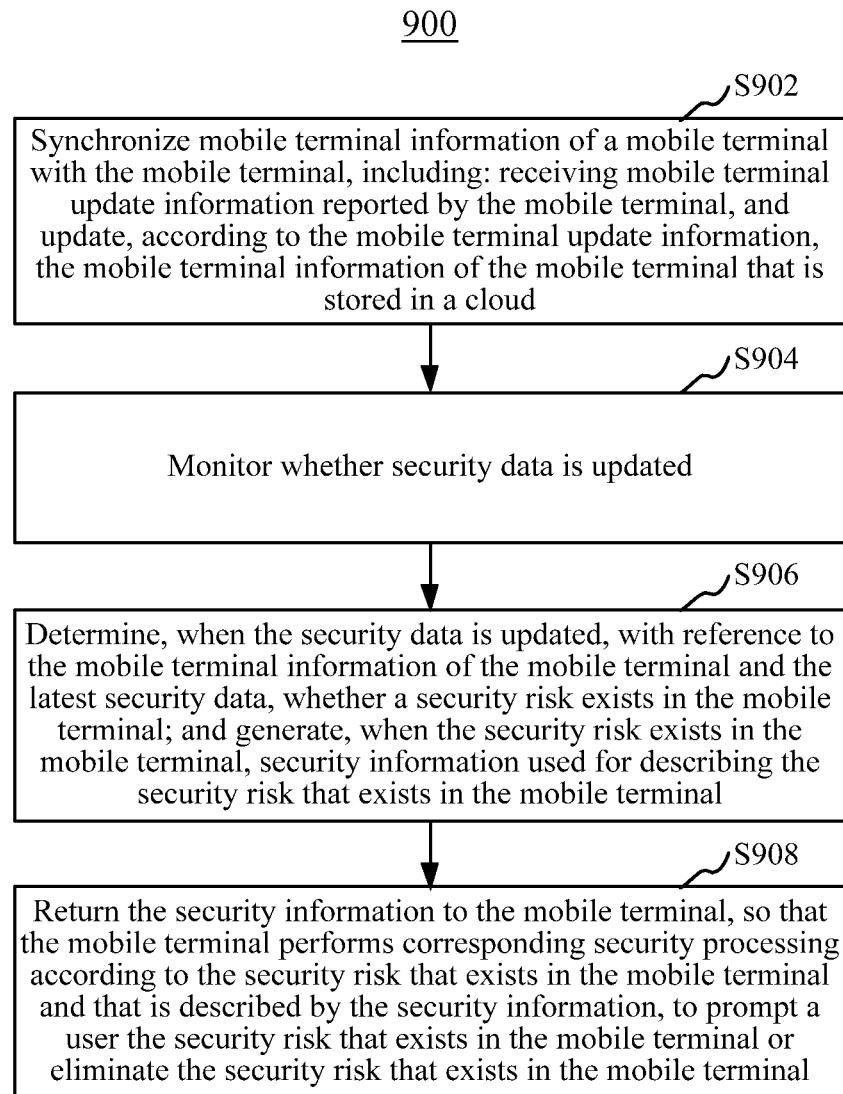 900
S902
Synchronize mobile terminal information of a mobile terminal
with the mobile terminal, including: receiving mobile terminal
update information reported by the mobile terminal, and
update, according to the mobile terminal update information,
the mobile terminal information of the mobile terminal that is
stored in a cloud
S904
Monitor whether security data is updated
S906
Determine, when the security data is updated, with reference to
the mobile terminal information of the mobile terminal and the
latest security data, whether a security risk exists in the mobile
terminal; and generate, when the security risk exists in the
mobile terminal, security information used for describing the
security risk that exists in the mobile terminal
S908
Return the security information to the mobile terminal, so that
the mobile terminal performs corresponding security processing
according to the security risk that exists in the mobile terminal
and that is described by the security information, to prompt a
user the security risk that exists in the mobile terminal or
eliminate the security risk that exists in the mobile terminal